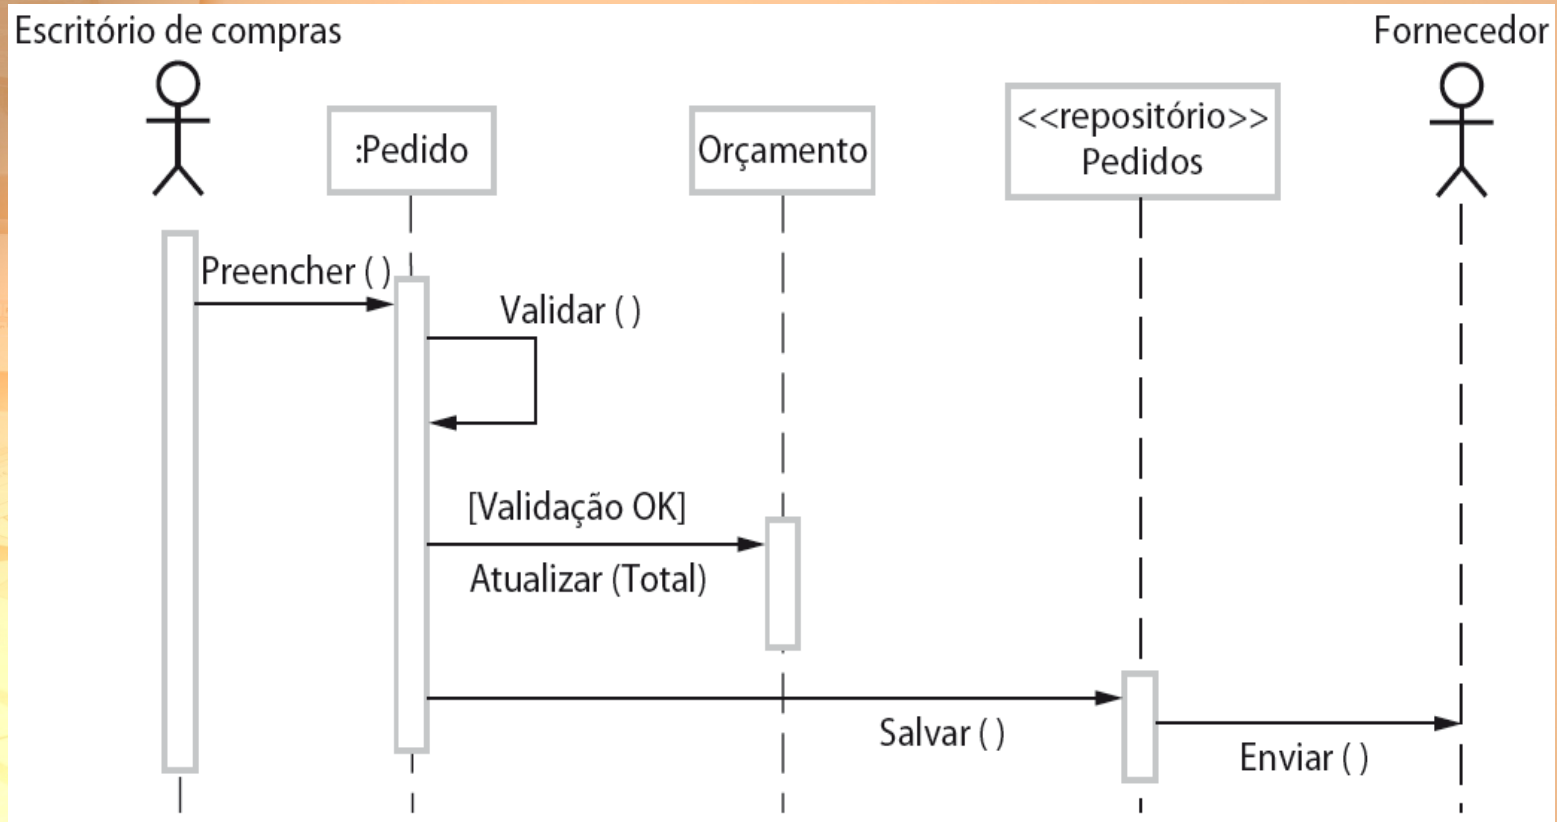 Escritório de compras
Fornecedor
:Pedido
Orçamento
<<repositório>>
Pedidos
Preencher ( )
Validar ( )
[Validação OK]
Atualizar (Total)
Salvar ( )
Enviar ( )